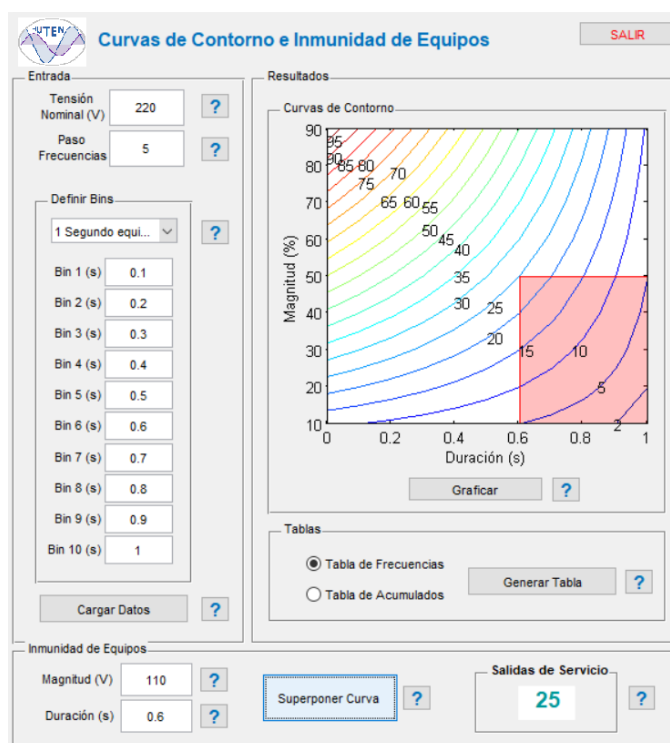 UTEN
Curvas de Contorno e Inmunidad de Equipos
SALIR
Entrada
Tensión
Nominal (V)
220
?
Paso
Frecuencias
5
?
Definir Bins
1 Segundo equi...
?
Bin 1 (s)
0.1
Bin 2 (s)
0.2
Bin 3 (s)
0.3
Bin 4 (s)
0.4
Bin 5 (s)
0.5
Bin 6 (s)
0.6
Bin 7 (s)
0.7
Bin 8 (s)
0.8
Bin 9 (s)
0.9
Bin 10 (s)
1
Cargar Datos
?
Resultados
Curvas de Contorno
Magnitud (%)
90
80
70
60
50
40
30
20
10
95
90
85
80
75
70
65
60
55
50
45
40
35
30
25
20
15
10
5
2
0
0.2
0.4
0.6
0.8
1
Duración (s)
Graficar
?
Tablas
Tabla de Frecuencias
Tabla de Acumulados
Generar Tabla
?
Inmunidad de Equipos
Magnitud (V)
110
?
Duración (s)
0.6
?
Superponer Curva
?
Salidas de Servicio
25
?